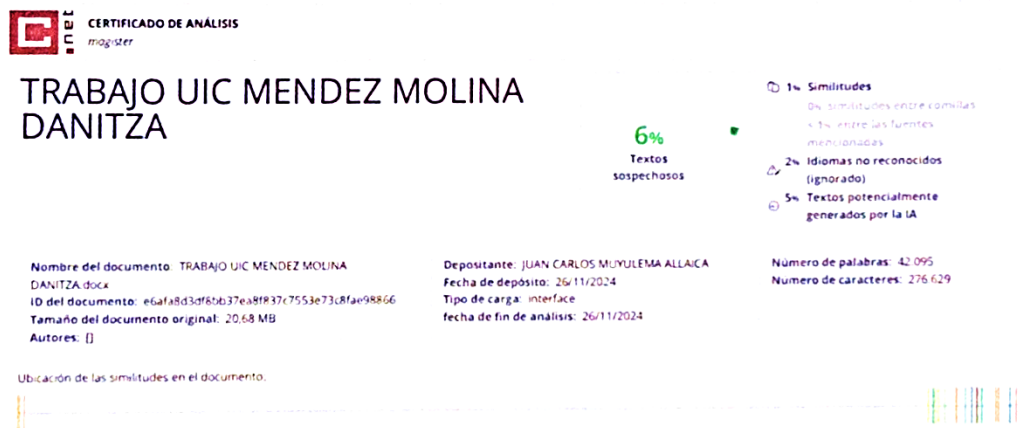 CERTIFICADO DE ANÁLISIS
magister
TRABAJO UIC MENDEZ MOLINA
DANITZA
6%
Textos
sospechosos
1% Similitudes
0% similitudes entre comillas
< 1% entre las fuentes
mencionadas
2% Idiomas no reconocidos
(ignorado)
5% Textos potencialmente
generados por la IA
Nombre del documento: TRABAJO UIC MENDEZ MOLINA
DANITZA.docx
ID del documento: e6afa8d3df8bb37ea8f837c7553e73c8fae98866
Tamaño del documento original: 20,68 MB
Autores: []
Depositante: JUAN CARLOS MUYULEMA ALLAICA
Fecha de depósito: 26/11/2024
Tipo de carga: interface
fecha de fin de análisis: 26/11/2024
Número de palabras: 42.095
Número de caracteres: 276.629
Ubicación de las similitudes en el documento: